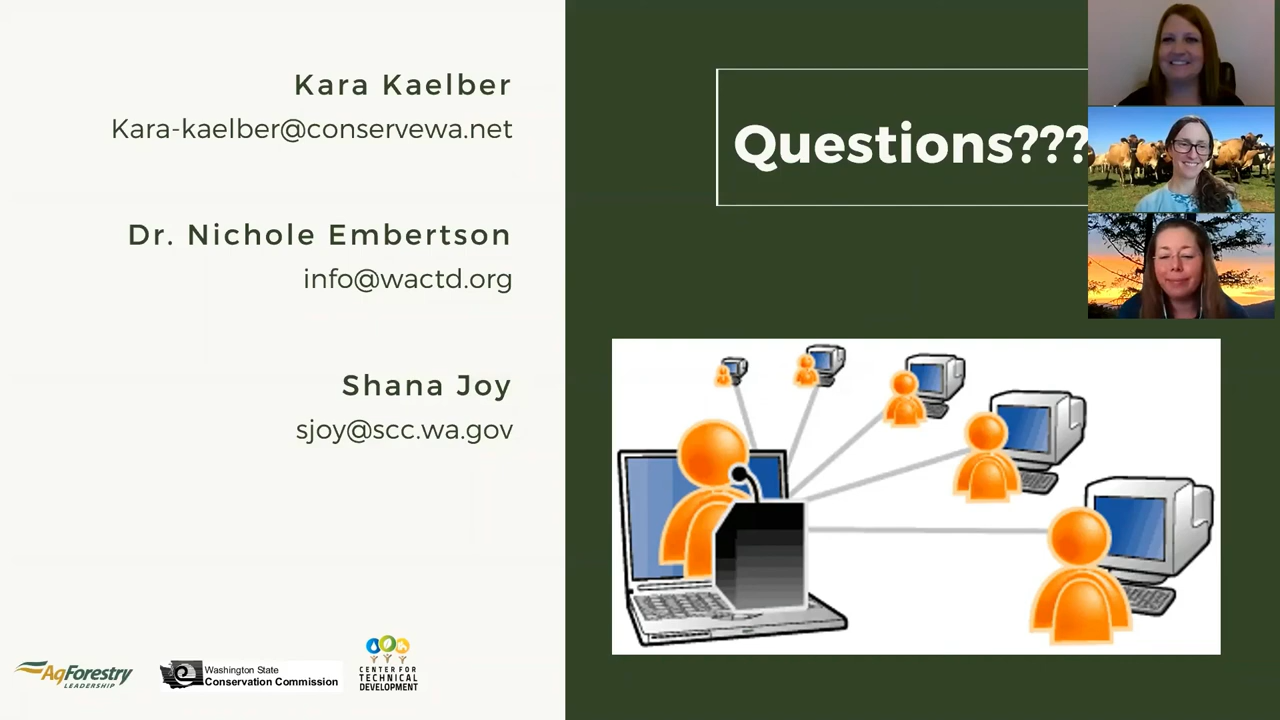 Kara Kaelber
Kara-kaelber@conservewa.net
Dr. Nichole Embertson
info@wactd.org
Shana Joy
sjoy@scc.wa.gov
Questions???
AgForestry
LEADERSHIP
Washington State
Conservation Commission
CENTER FOR
TECHNICAL
DEVELOPMENT